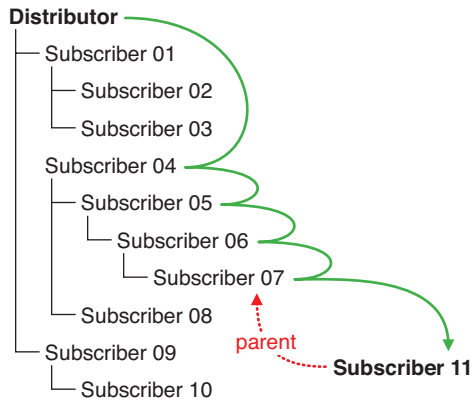 Distributor
Subscriber 01
Subscriber 02
Subscriber 03
Subscriber 04
Subscriber 05
Subscriber 06
Subscriber 07
Subscriber 08
parent
Subscriber 09
Subscriber 11
Subscriber 10